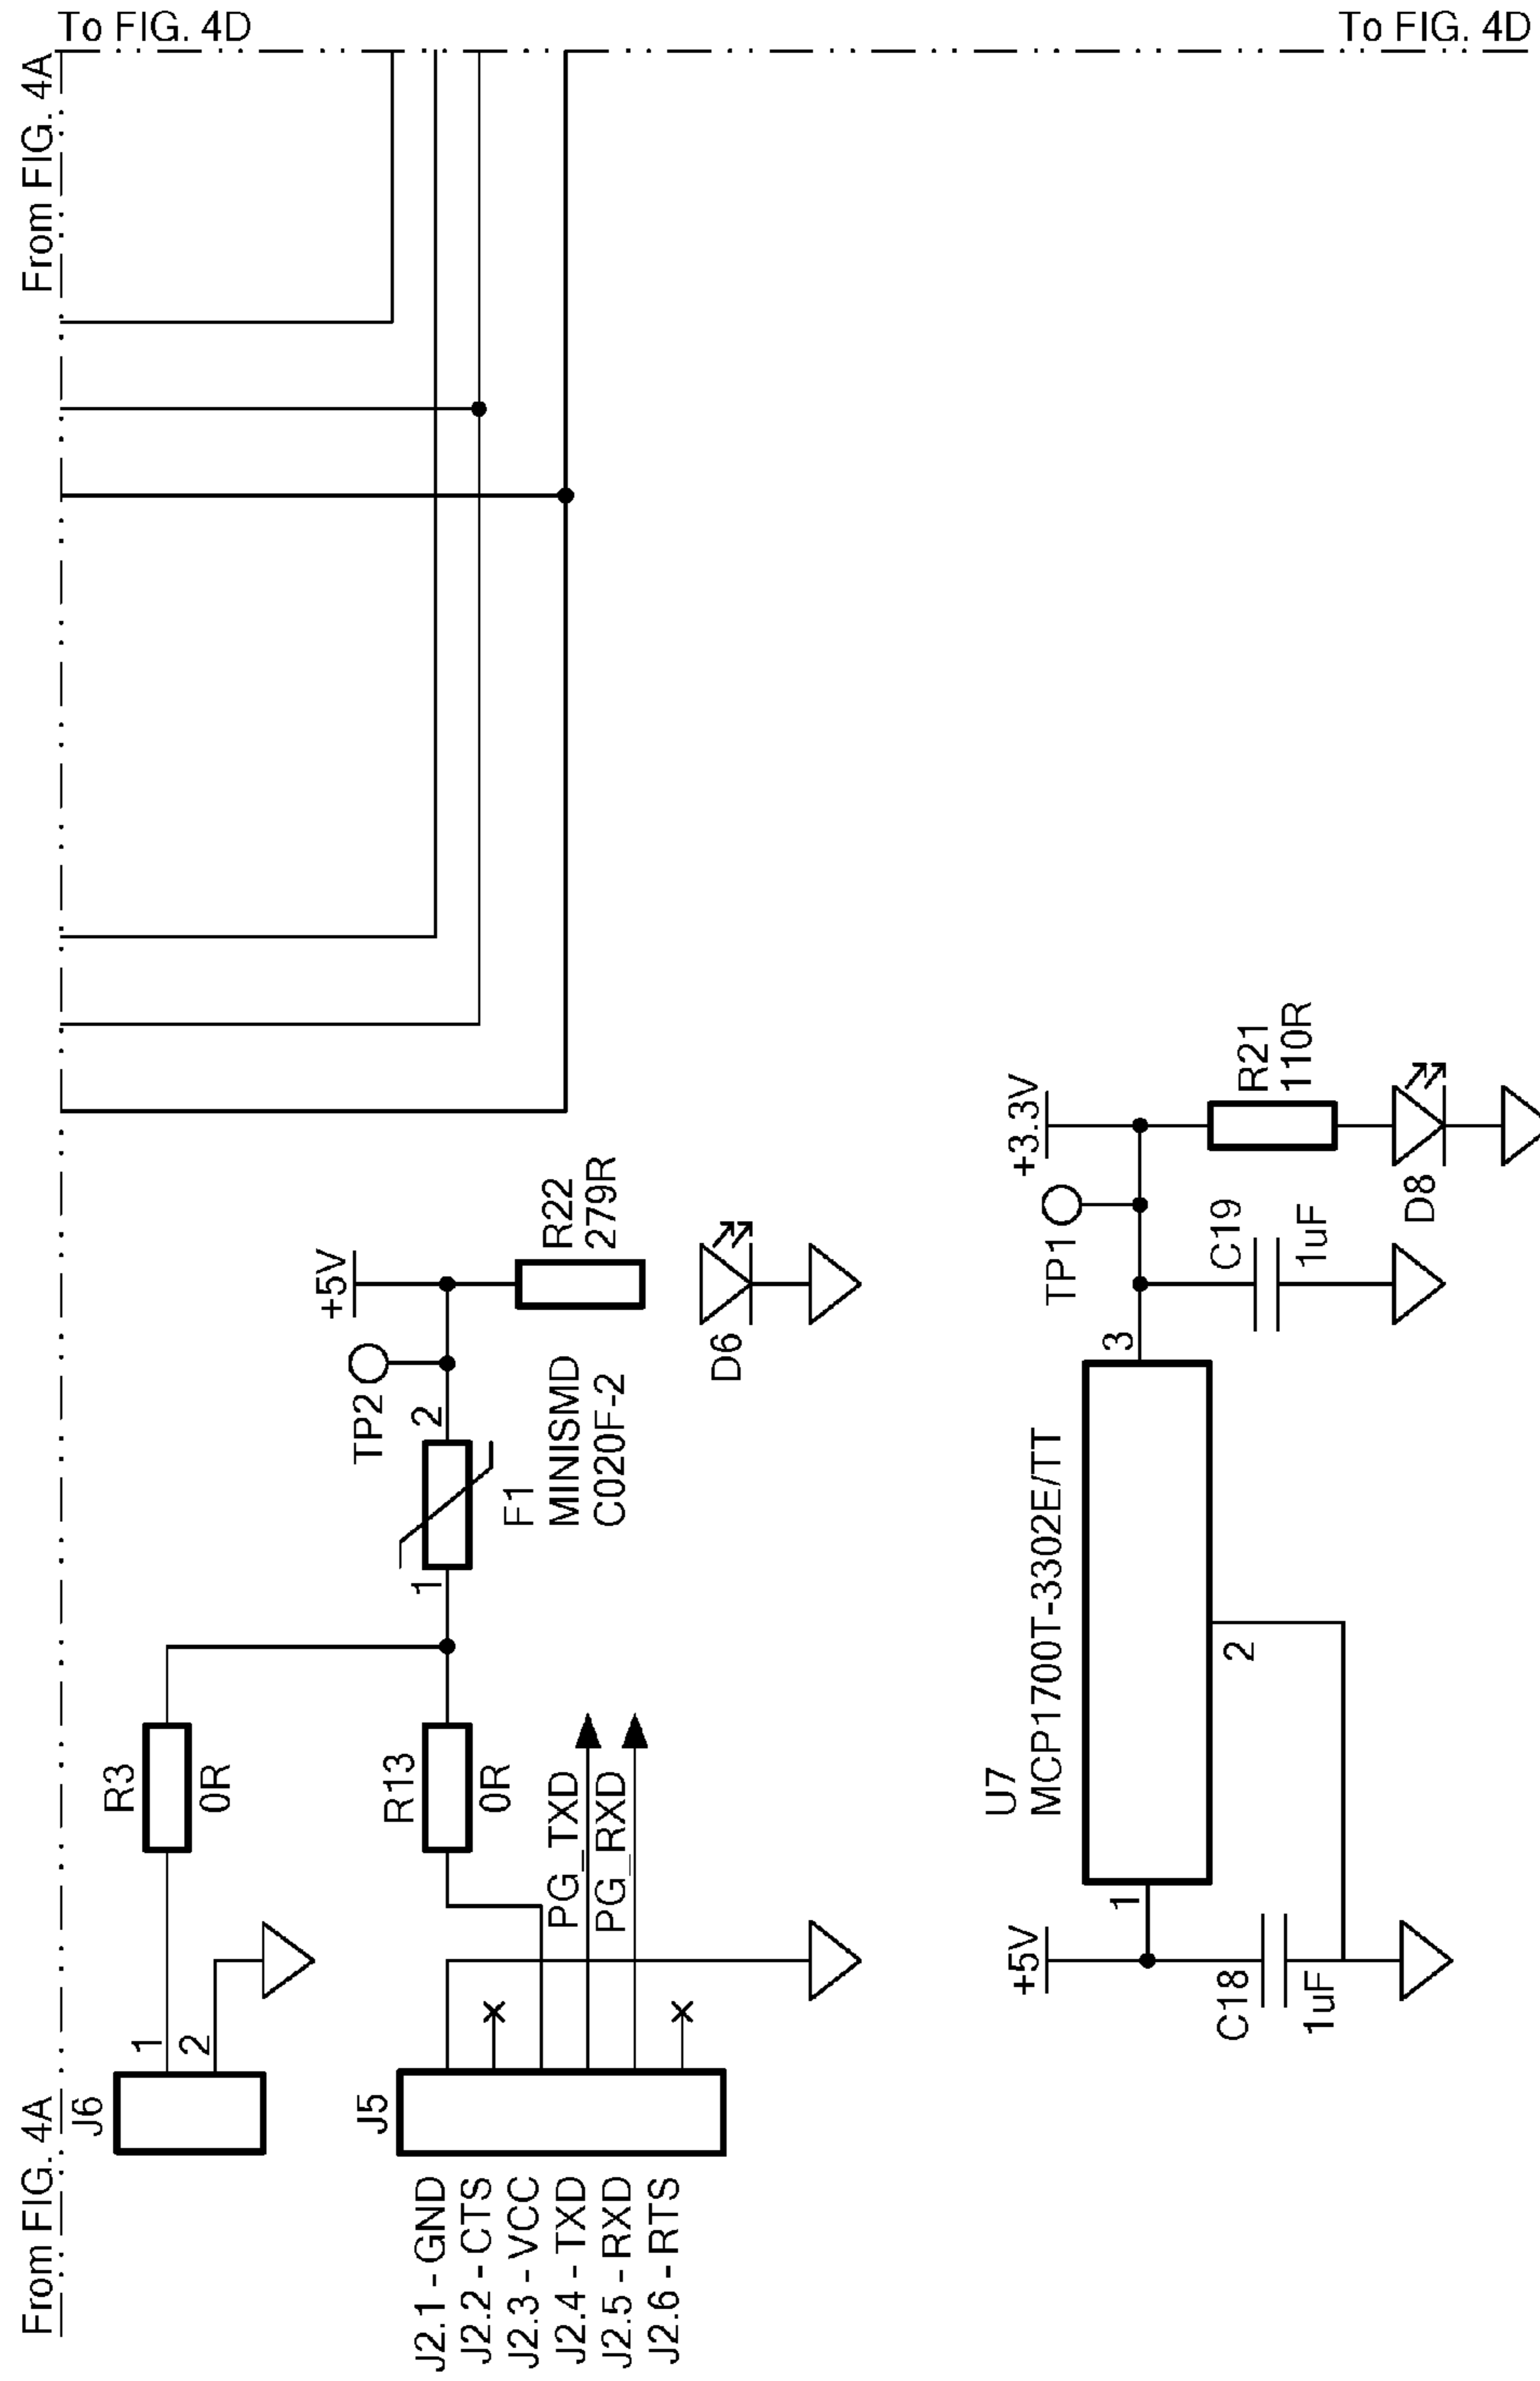 To FIG. 4D
To FIG. 4D
From FIG. 4A
From FIG. 4A
J6
1
2
R3
0R
J5
J2.1 - GND
J2.2 - CTS
J2.3 - VCC
J2.4 - TXD
J2.5 - RXD
J2.6 - RTS
R13
0R
PG_TXD
PG_RXD
1
2
F1
MINISMD
C020F-2
TP2
+5V
R22
279R
D6
+5V
C18
1uF
1
2
3
U7
MCP1700T-3302E/TT
TP1
+3.3V
C19
1uF
R21
110R
D8